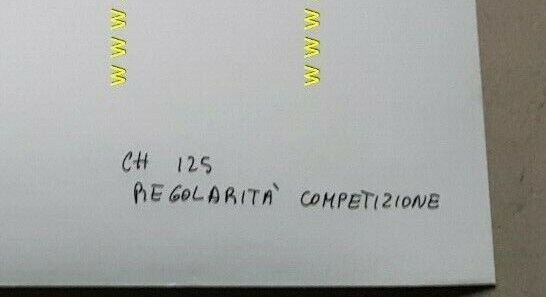 W W W
W W W
CH 125
REGOLARITÀ COMPETIZIONE